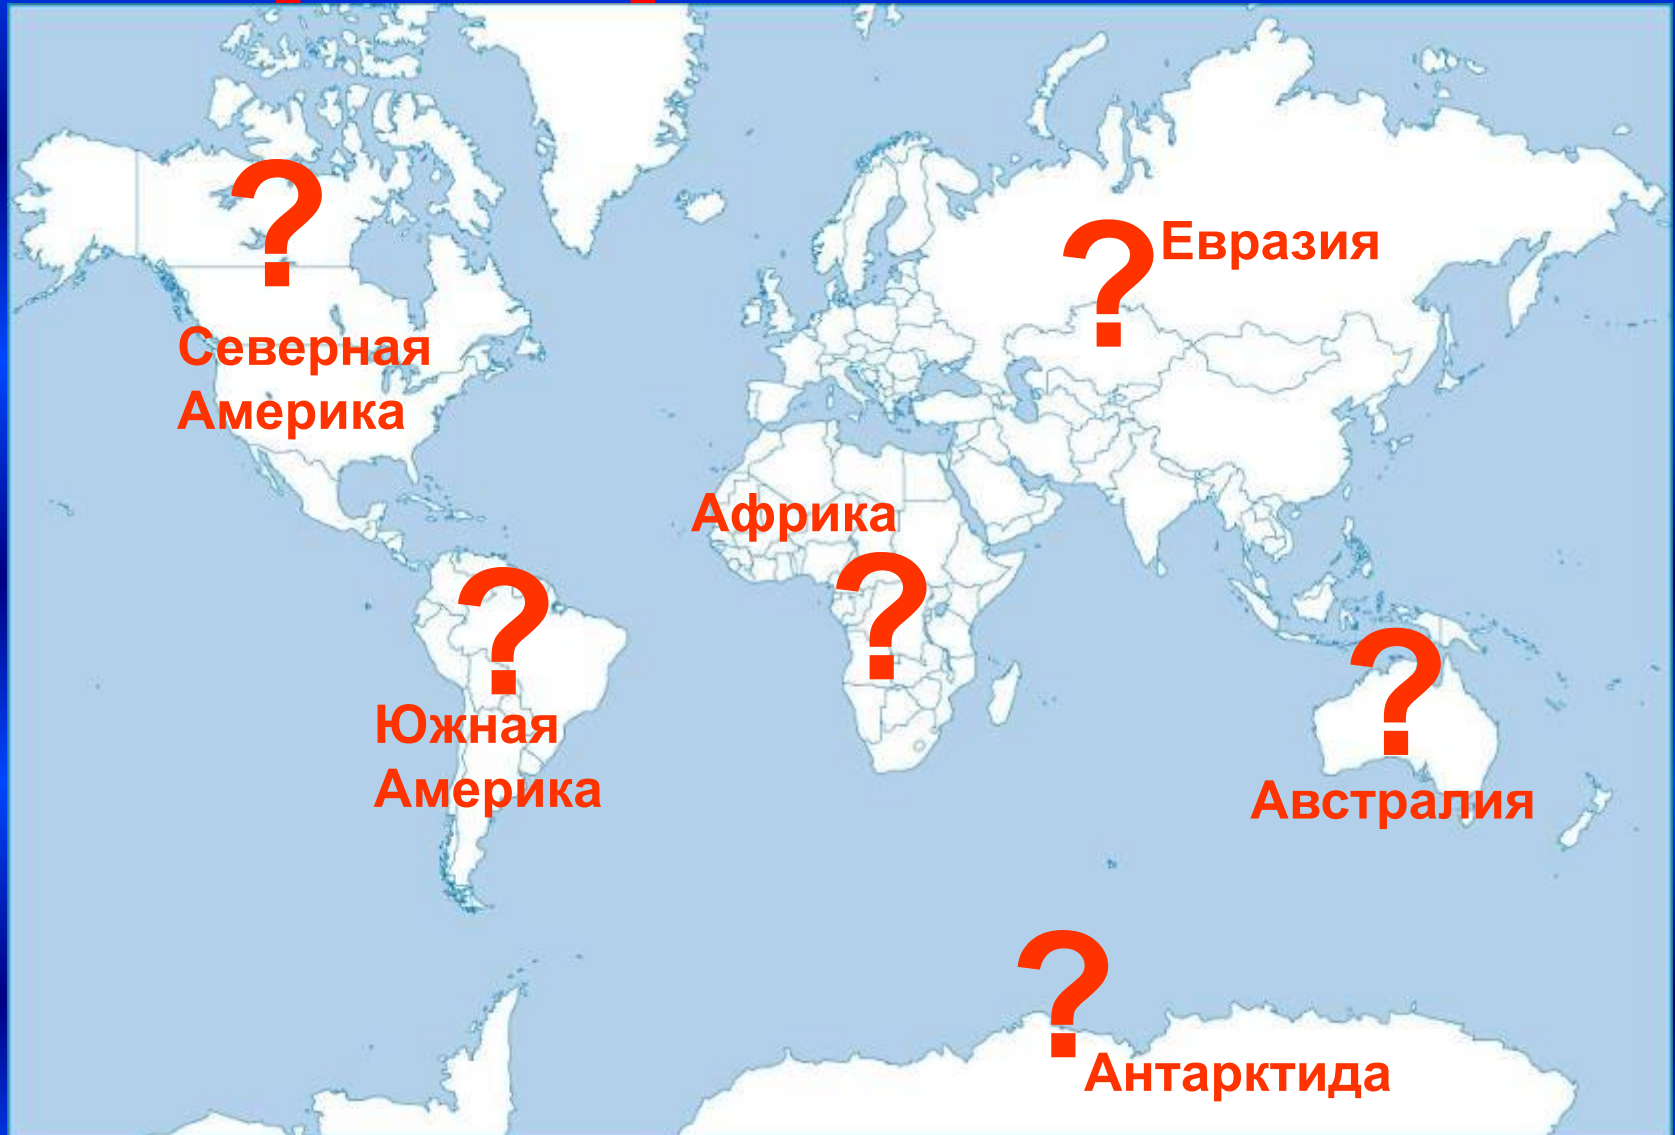 ?
?
Евразия
Северная
Америка
Африка
?
?
?
Южная
Америка
Австралия
?
Антарктида